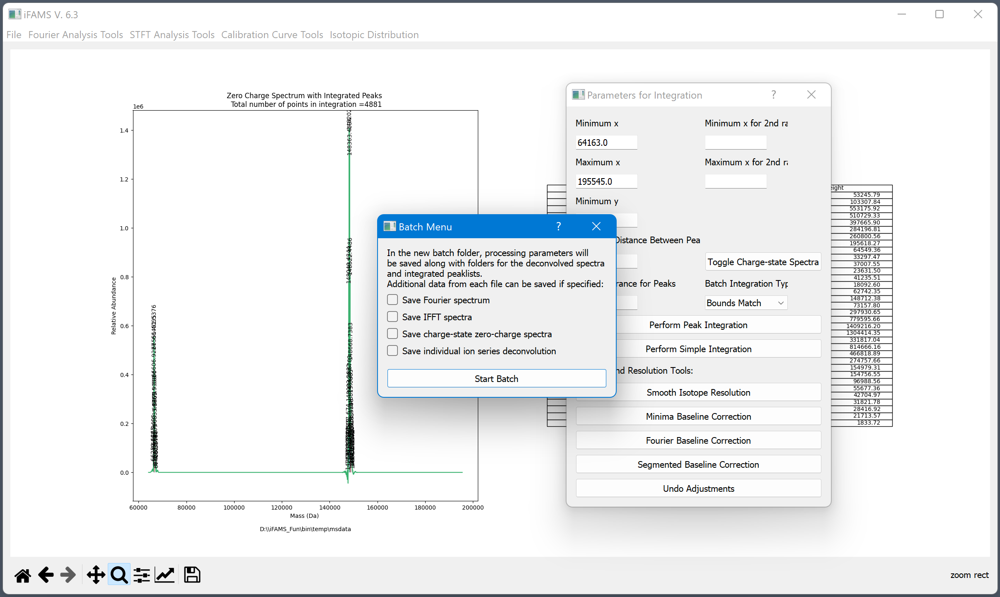 iFAMS V. 6.3
File Fourier Analysis Tools STFT Analysis Tools Calibration Curve Tools Isotopic Distribution
Zero Charge Spectrum with Integrated Peaks
Total number of points in integration =4881
1e6
1.4
1.2
1.0
0.8
0.6
0.4
0.2
0.0
Relative Abundance
148363.4694
148568.7383
60000 80000 100000 120000 140000 160000 180000 200000
Mass (Da)
D:\\iFAMS_Fun\bin\temp\msdata
Parameters for Integration
?
Minimum x
Minimum x for 2nd ra
64163.0
Maximum x
Maximum x for 2nd ra
195545.0
Minimum y
Distance Between Pea
Toggle Charge-state Spectra
rance for Peaks
Batch Integration Typ
Bounds Match
Perform Peak Integration
Perform Simple Integration
nd Resolution Tools:
Smooth Isotope Resolution
Minima Baseline Correction
Fourier Baseline Correction
Segmented Baseline Correction
Undo Adjustments
Batch Menu
?
In the new batch folder, processing parameters will
be saved along with folders for the deconvolved spectra
and integrated peaklists.
Additional data from each file can be saved if specified:
Save Fourier spectrum
Save IFFT spectra
Save charge-state zero-charge spectra
Save individual ion series deconvolution
Start Batch
eight
53245.79
103307.84
553175.92
510729.33
397665.90
284196.81
260800.56
195618.27
64549.36
33297.47
37007.55
23631.50
41235.51
18092.60
62742.35
148712.38
73157.80
297930.65
779595.66
1409216.20
1304414.35
331817.04
814666.16
466818.89
274757.66
154979.31
154756.55
96988.56
55677.36
42704.97
31821.78
28416.92
21713.57
1833.72
zoom rect